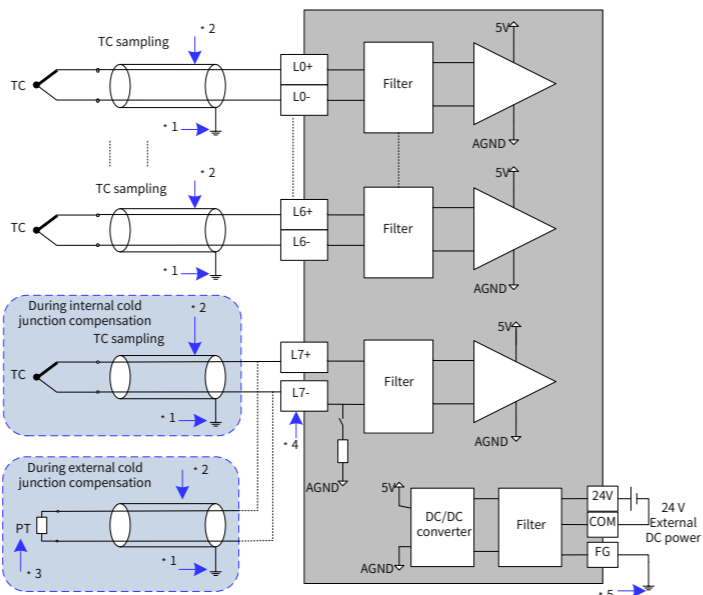 TC sampling
* 2
5V
TC
L0+
L0-
Filter
* 1
AGND
TC sampling
* 2
5V
TC
L6+
L6-
Filter
* 1
AGND
During internal cold
junction compensation
* 2
TC sampling
5V
TC
L7+
L7-
Filter
* 1
* 4
AGND
During external cold
junction compensation
* 2
AGND
5V
24V
24 V
External
DC power
PT
DC/DC
converter
Filter
COM
FG
* 1
* 3
AGND
* 5